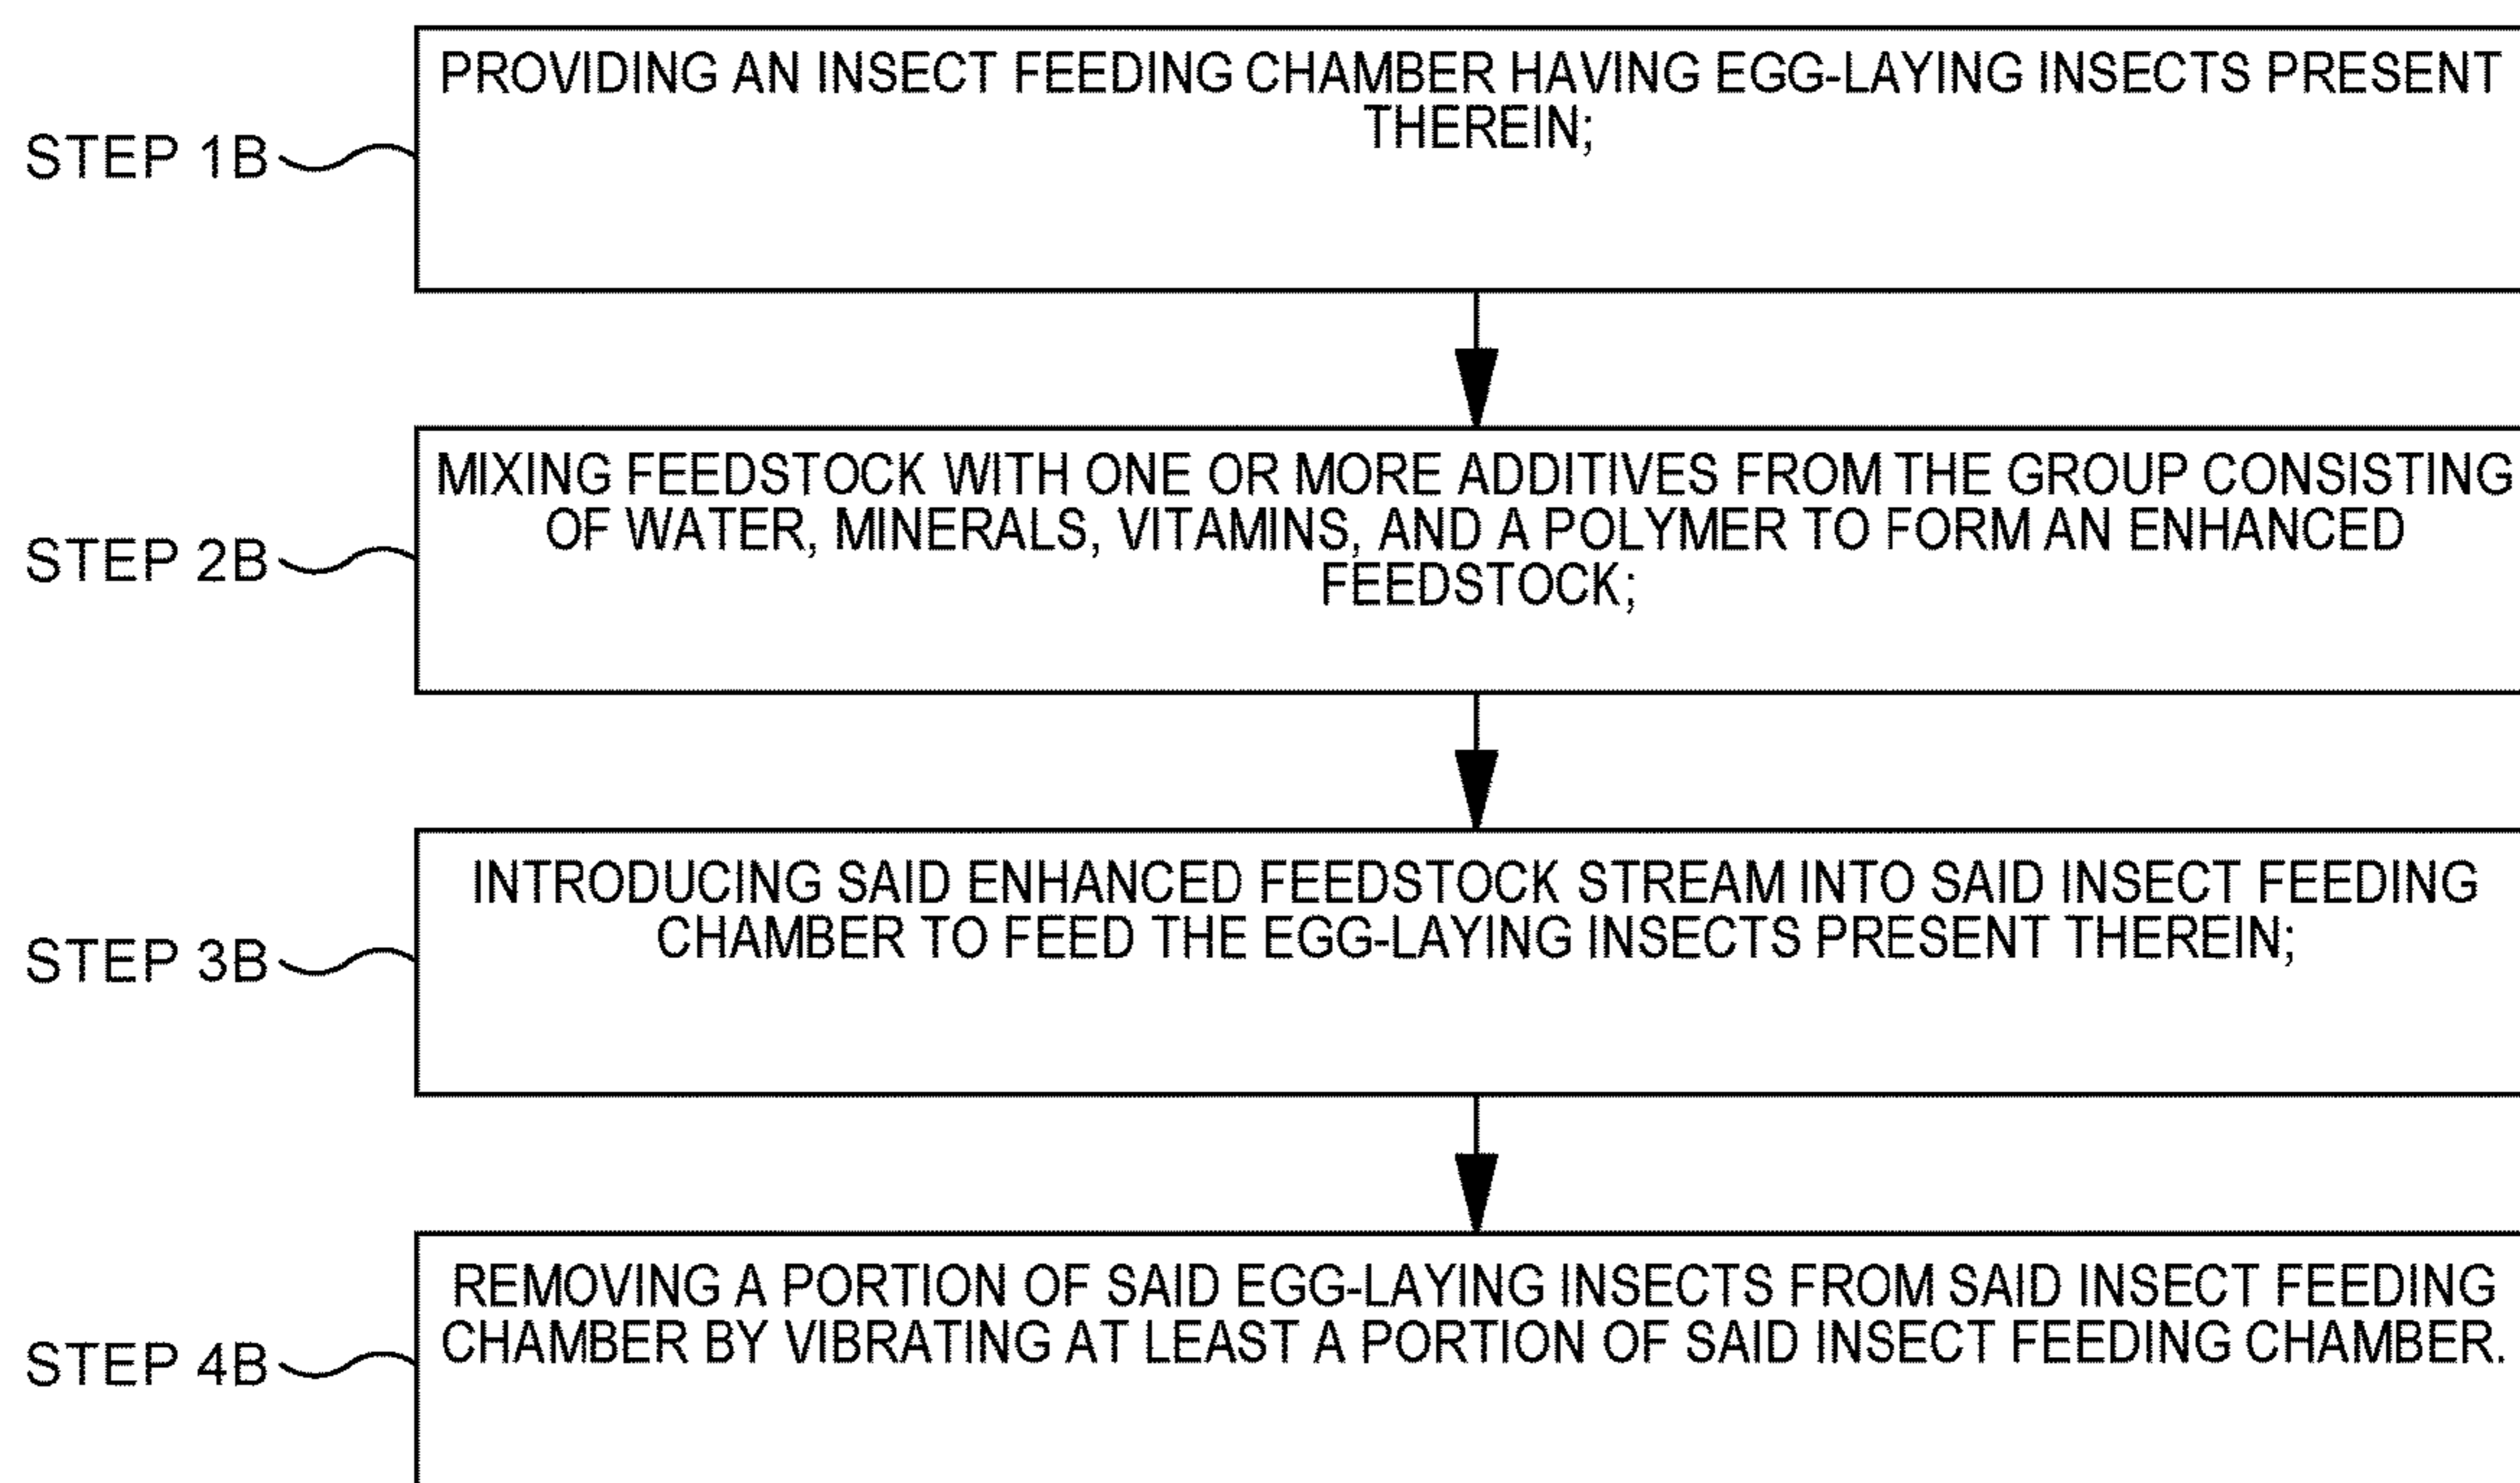 PROVIDING AN INSECT FEEDING CHAMBER HAVING EGG-LAYING INSECTS PRESENT
THEREIN;
STEP 1B
MIXING FEEDSTOCK WITH ONE OR MORE ADDITIVES FROM THE GROUP CONSISTING
OF WATER, MINERALS, VITAMINS, AND A POLYMER TO FORM AN ENHANCED
FEEDSTOCK;
STEP 2B
INTRODUCING SAID ENHANCED FEEDSTOCK STREAM INTO SAID INSECT FEEDING
CHAMBER TO FEED THE EGG-LAYING INSECTS PRESENT THEREIN;
STEP 3B
REMOVING A PORTION OF SAID EGG-LAYING INSECTS FROM SAID INSECT FEEDING
CHAMBER BY VIBRATING AT LEAST A PORTION OF SAID INSECT FEEDING CHAMBER.
STEP 4B